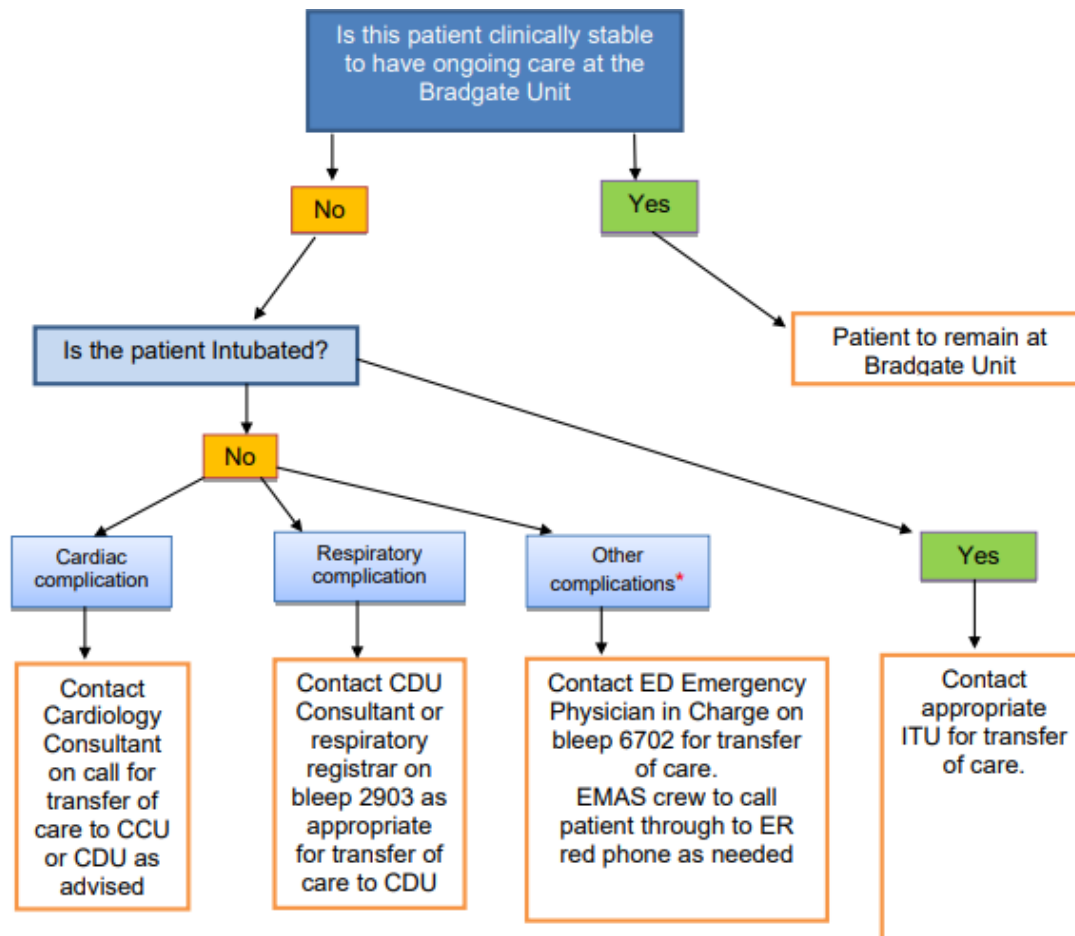 Is this patient clinically stable
to have ongoing care at the
Bradgate Unit
No
Yes
Is the patient Intubated?
Patient to remain at
Bradgate Unit
No
Cardiac
complication
Respiratory
complication
Other
complications*
Yes
Contact
Cardiology
Consultant
on call for
transfer of
care to CCU
or CDU as
advised
Contact CDU
Consultant or
respiratory
registrar on
bleep 2903 as
appropriate
for transfer of
care to CDU
Contact ED Emergency
Physician in Charge on
bleep 6702 for transfer
of care.
EMAS crew to call
patient through to ER
red phone as needed
Contact
appropriate
ITU for transfer
of care.